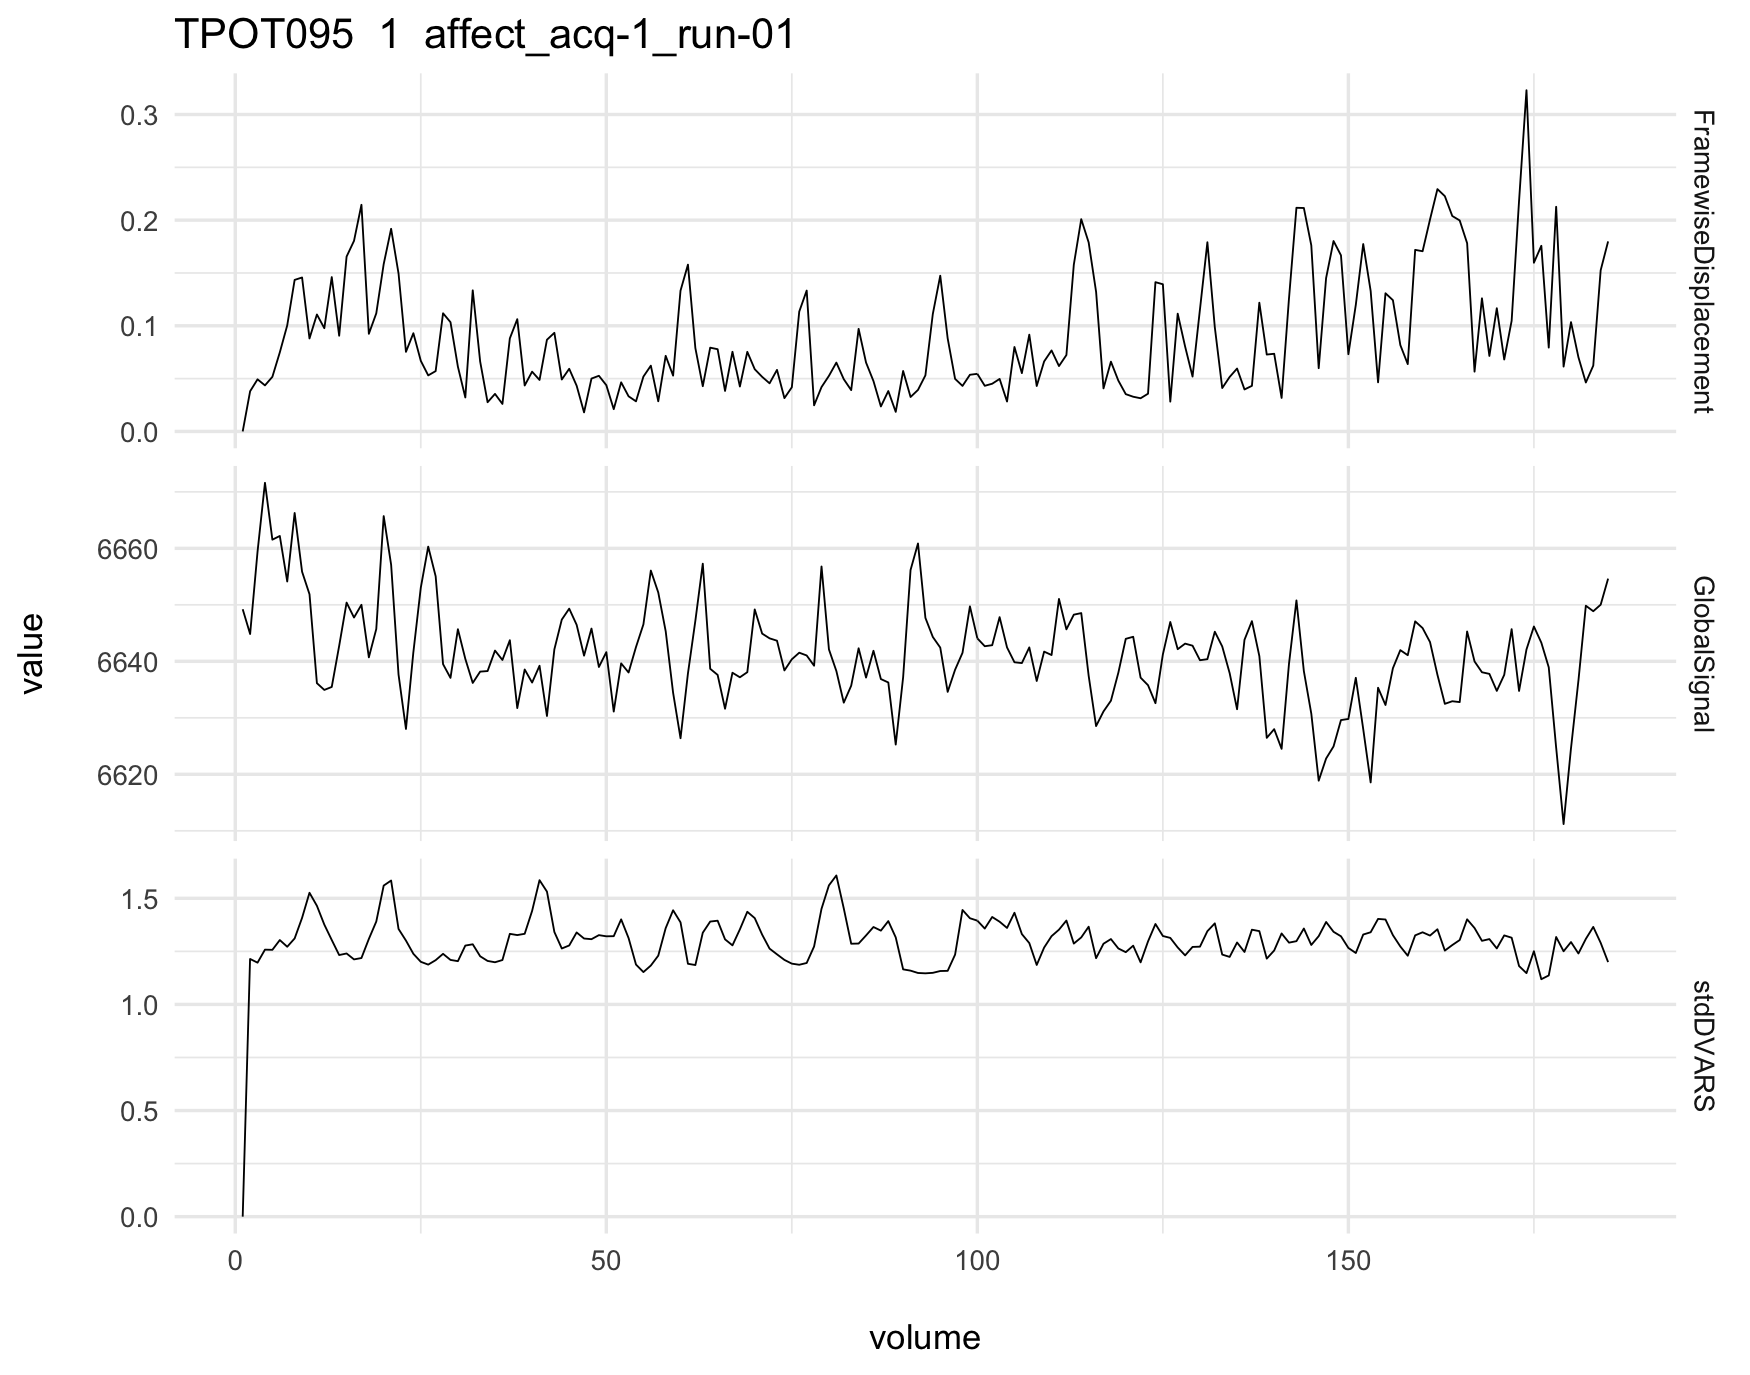 TPOT095 1 affect_acq-1_run-01
0.3
0.2
0.1
0.0
FramewiseDisplacement
6660
6640
6620
GlobalSignal
1.5
1.0
0.5
0.0
stdDVARS
value
0 50 100 150
volume